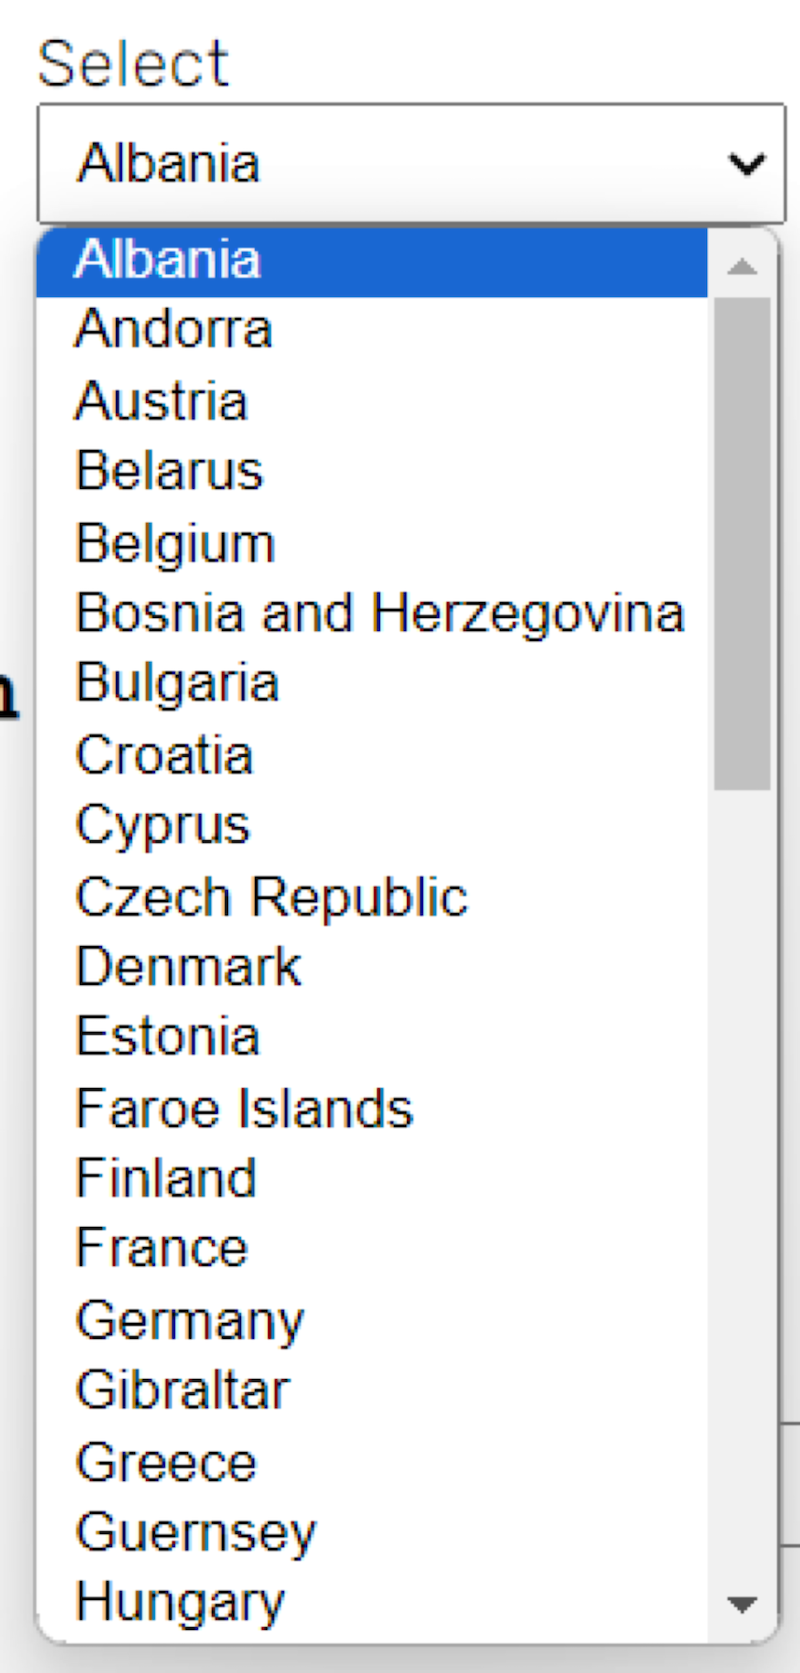 Select
Albania
Albania
Andorra
Austria
Belarus
Belgium
Bosnia and Herzegovina
Bulgaria
Croatia
Cyprus
Czech Republic
Denmark
Estonia
Faroe Islands
Finland
France
Germany
Gibraltar
Greece
Guernsey
Hungary